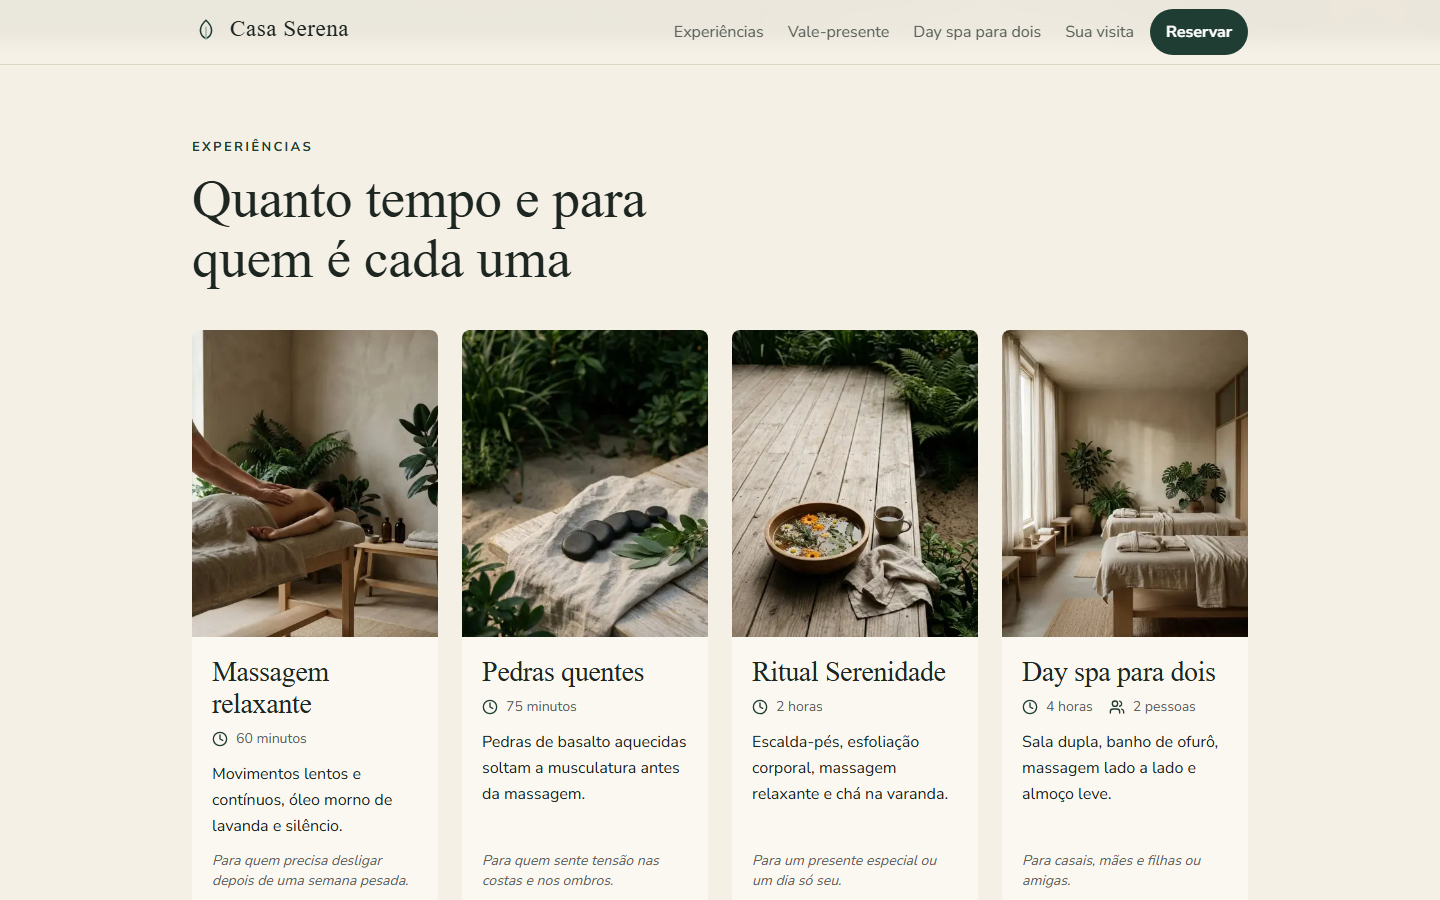 Casa Serena
Experiências
Vale-presente
Day spa para dois
Sua visita
Reservar
EXPERIÊNCIAS
Quanto tempo e para
quem é cada uma
Massagem
relaxante
60 minutos
Movimentos lentos e
contínuos, óleo morno de
lavanda e silêncio.
Para quem precisa desligar
depois de uma semana pesada.
Pedras quentes
75 minutos
Pedras de basalto aquecidas
soltam a musculatura antes
da massagem.
Para quem sente tensão nas
costas e nos ombros.
Ritual Serenidade
2 horas
Escalda-pés, esfoliação
corporal, massagem
relaxante e chá na varanda.
Para um presente especial ou
um dia só seu.
Day spa para dois
4 horas
2 pessoas
Sala dupla, banho de ofurô,
massagem lado a lado e
almoço leve.
Para casais, mães e filhas ou
amigas.